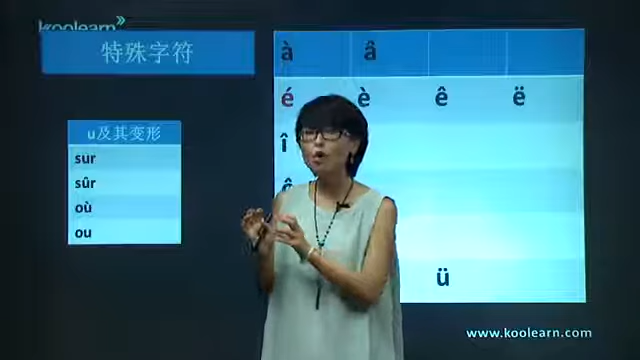 koolearn
特殊字符
à â
é è ê ë
î
ü
u及其变形
sur
sûr
où
ou
www.koolearn.com